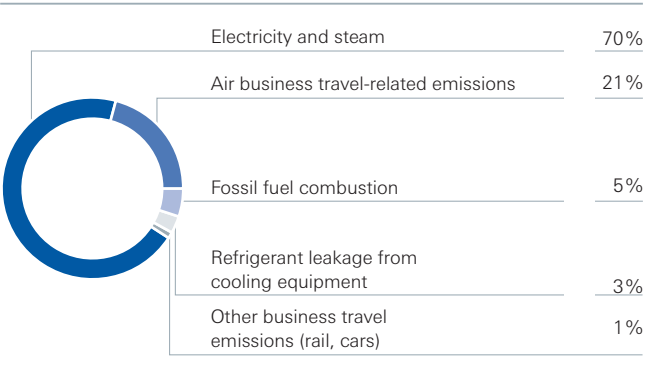 Electricity and steam 70%
Air business travel-related emissions 21%
Fossil fuel combustion 5%
Refrigerant leakage from
cooling equipment 3%
Other business travel
emissions (rail, cars) 1%